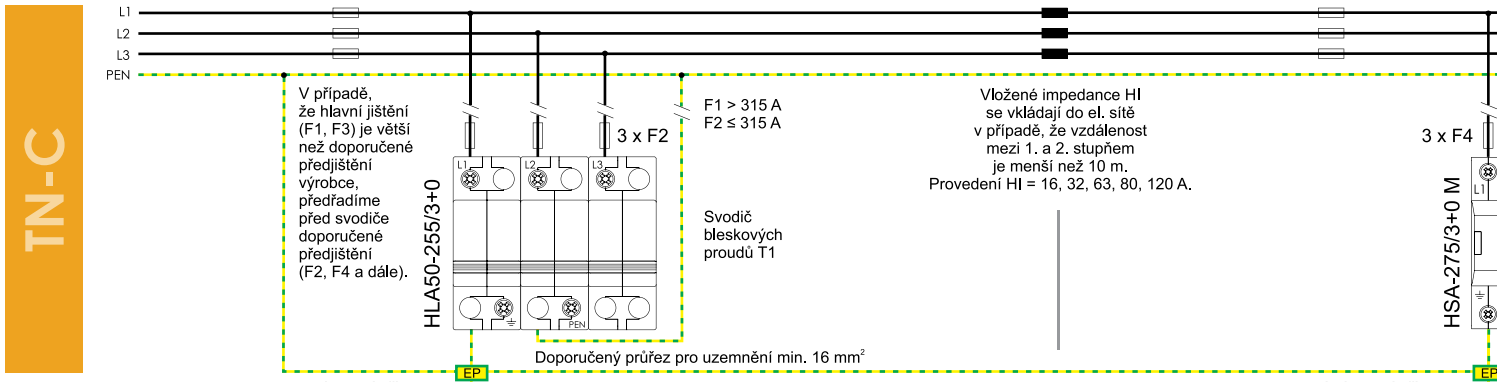 TN-C
L1
L2
L3
PEN
V případě,
že hlavní jištění
(F1, F3) je větší
než doporučené
předjištění
výrobce,
předřadíme
před svodiče
doporučené
předjištění
(F2, F4 a dále).
HLA50-255/3+0
L1
L2
L3
PEN
3 x F2
F1 > 315 A
F2 ≤ 315 A
Svodič
bleskových
proudů T1
Doporučený průřez pro uzemnění min. 16 mm²
EP
Vložené impedance HI
se vkládají do el. sítě
v případě, že vzdálenost
mezi 1. a 2. stupňem
je menší než 10 m.
Provedení HI = 16, 32, 63, 80, 120 A.
3 x F4
HSA-275/3+0 M
L1
EP